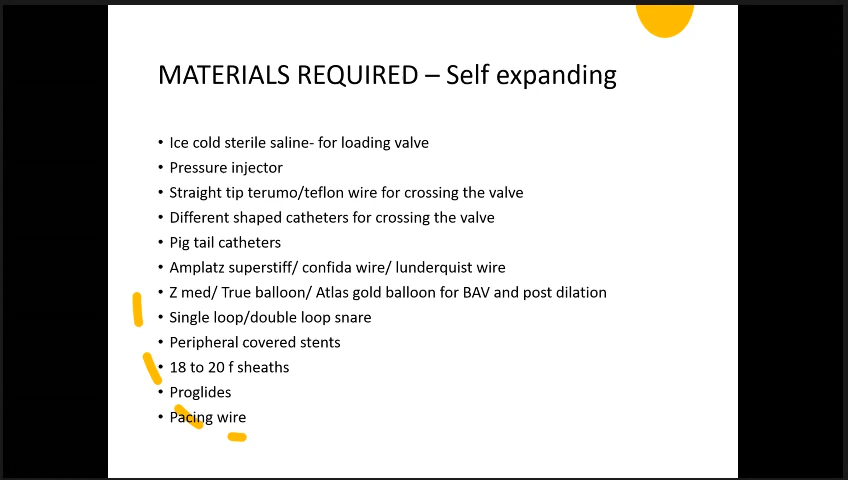 MATERIALS REQUIRED – Self expanding
• Ice cold sterile saline- for loading valve
• Pressure injector
• Straight tip terumo/teflon wire for crossing the valve
• Different shaped catheters for crossing the valve
• Pig tail catheters
• Amplatz superstiff/ confida wire/ lunderquist wire
• Z med/ True balloon/ Atlas gold balloon for BAV and post dilation
• Single loop/double loop snare
• Peripheral covered stents
• 18 to 20 f sheaths
• Proglides
• Pacing wire